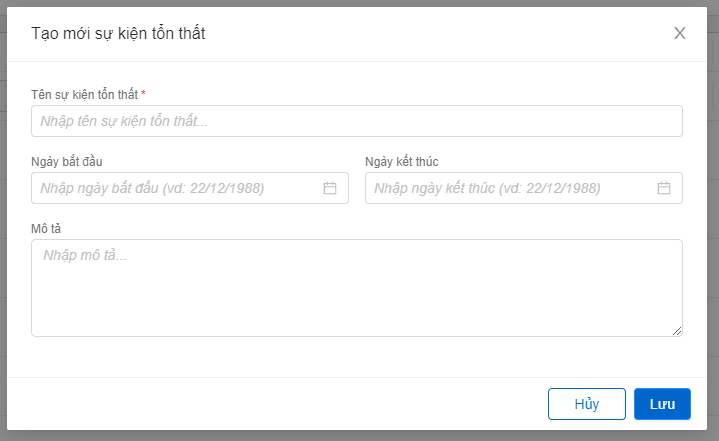 Tạo mới sự kiện tổn thất
Tên sự kiện tổn thất *
Nhập tên sự kiện tổn thất...
Ngày bắt đầu
Ngày kết thúc
Nhập ngày bắt đầu (vd: 22/12/1988)
Nhập ngày kết thúc (vd: 22/12/1988)
Mô tả
Nhập mô tả...
Hủy
Lưu